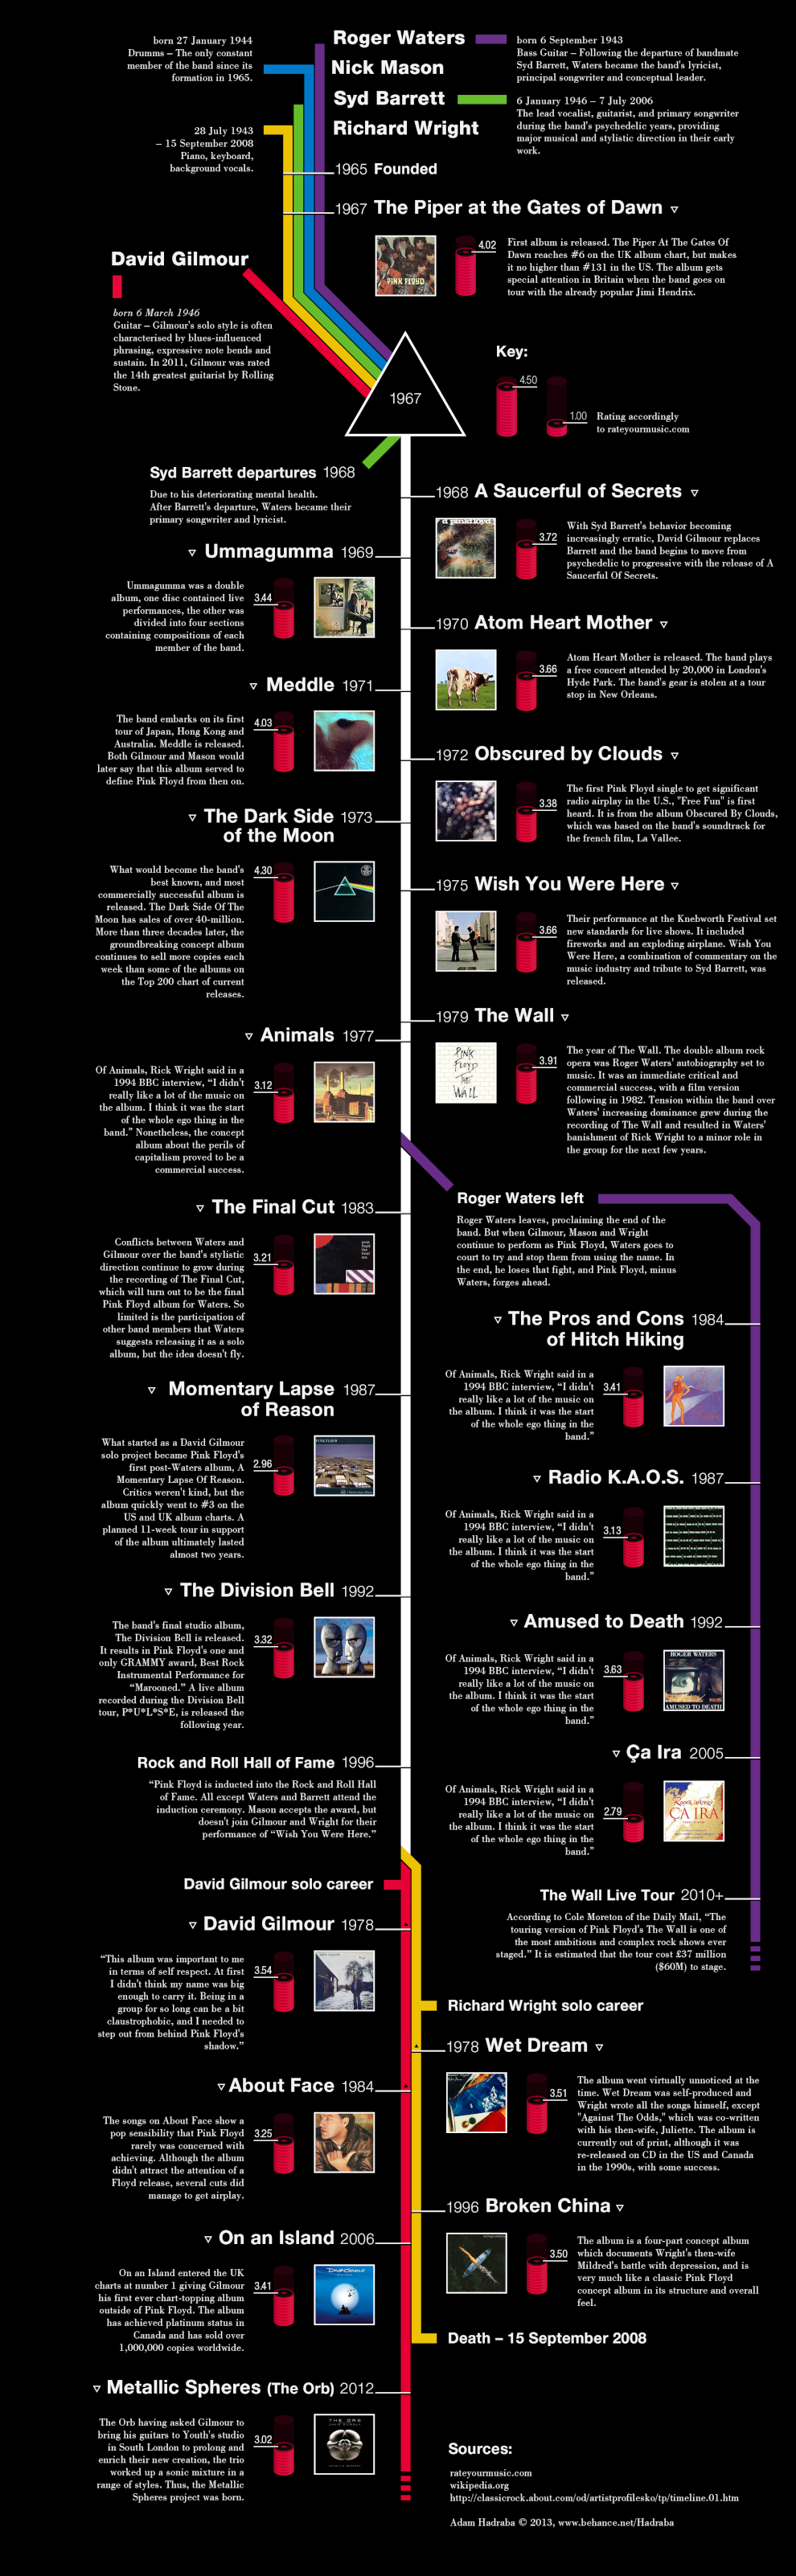 Roger Waters
born 6 September 1943
Bass Guitar – Following the departure of bandmate
Syd Barrett, Waters became the band's lyricist,
principal songwriter and conceptual leader.
born 27 January 1944
Drumms – The only constant
member of the band since its
formation in 1965.
Nick Mason
Syd Barrett
6 January 1946 – 7 July 2006
The lead vocalist, guitarist, and primary songwriter
during the band's psychedelic years, providing
major musical and stylistic direction in their early
work.
Richard Wright
28 July 1943
– 15 September 2008
Piano, keyboard,
background vocals.
1965 Founded
1967 The Piper at the Gates of Dawn
PINK FLOYD
4.02
First album is released. The Piper At The Gates Of
Dawn reaches #6 on the UK album chart, but makes
it no higher than #131 in the US. The album gets
special attention in Britain when the band goes on
tour with the already popular Jimi Hendrix.
David Gilmour
born 6 March 1946
Guitar – Gilmour's solo style is often
characterised by blues-influenced
phrasing, expressive note bends and
sustain. In 2011, Gilmour was rated
the 14th greatest guitarist by Rolling
Stone.
1967
Key:
4.50
1.00
Rating accordingly
to rateyourmusic.com
Syd Barrett departures 1968
Due to his deteriorating mental health.
After Barrett's departure, Waters became their
primary songwriter and lyricist.
1968 A Saucerful of Secrets
3.72
With Syd Barrett's behavior becoming
increasingly erratic, David Gilmour replaces
Barrett and the band begins to move from
psychedelic to progressive with the release of A
Saucerful Of Secrets.
Ummagumma 1969
Ummagumma was a double
album, one disc contained live
performances, the other was
divided into four sections
containing compositions of each
member of the band.
3.44
1970 Atom Heart Mother
3.66
Atom Heart Mother is released. The band plays
a free concert attended by 20,000 in London's
Hyde Park. The band's gear is stolen at a tour
stop in New Orleans.
Meddle 1971
The band embarks on its first
tour of Japan, Hong Kong and
Australia. Meddle is released.
Both Gilmour and Mason would
later say that this album served to
define Pink Floyd from then on.
4.03
1972 Obscured by Clouds
3.38
The first Pink Floyd single to get significant
radio airplay in the U.S., "Free Fun" is first
heard. It is from the album Obscured By Clouds,
which was based on the band's soundtrack for
the french film, La Vallee.
The Dark Side 1973
of the Moon
What would become the band's
best known, and most
commercially successful album is
released. The Dark Side Of The
Moon has sales of over 40-million.
More than three decades later, the
groundbreaking concept album
continues to sell more copies each
week than some of the albums on
the Top 200 chart of current
releases.
4.30
1975 Wish You Were Here
3.66
Their performance at the Knebworth Festival set
new standards for live shows. It included
fireworks and an exploding airplane. Wish You
Were Here, a combination of commentary on the
music industry and tribute to Syd Barrett, was
released.
1979 The Wall
PINK
FLOYD
THE
WALL
3.91
The year of The Wall. The double album rock
opera was Roger Waters' autobiography set to
music. It was an immediate critical and
commercial success, with a film version
following in 1982. Tension within the band over
Waters' increasing dominance grew during the
recording of The Wall and resulted in Waters'
banishment of Rick Wright to a minor role in
the group for the next few years.
Animals 1977
Of Animals, Rick Wright said in a
1994 BBC interview, “I didn't
really like a lot of the music on
the album. I think it was the start
of the whole ego thing in the
band.” Nonetheless, the concept
album about the perils of
capitalism proved to be a
commercial success.
3.12
Roger Waters left
Roger Waters leaves, proclaiming the end of the
band. But when Gilmour, Mason and Wright
continue to perform as Pink Floyd, Waters goes to
court to try and stop them from using the name. In
the end, he loses that fight, and Pink Floyd, minus
Waters, forges ahead.
The Final Cut 1983
Conflicts between Waters and
Gilmour over the band's stylistic
direction continue to grow during
the recording of The Final Cut,
which will turn out to be the final
Pink Floyd album for Waters. So
limited is the participation of
other band members that Waters
suggests releasing it as a solo
album, but the idea doesn't fly.
3.21
The Pros and Cons 1984
of Hitch Hiking
Of Animals, Rick Wright said in a
1994 BBC interview, “I didn't
really like a lot of the music on
the album. I think it was the start
of the whole ego thing in the
band.”
3.41
Momentary Lapse 1987
of Reason
What started as a David Gilmour
solo project became Pink Floyd's
first post-Waters album, A
Momentary Lapse Of Reason.
Critics weren't kind, but the
album quickly went to #3 on the
US and UK album charts. A
planned 11-week tour in support
of the album ultimately lasted
almost two years.
2.96
Radio K.A.O.S. 1987
Of Animals, Rick Wright said in a
1994 BBC interview, “I didn't
really like a lot of the music on
the album. I think it was the start
of the whole ego thing in the
band.”
3.13
The Division Bell 1992
The band's final studio album,
The Division Bell is released.
It results in Pink Floyd's one and
only GRAMMY award, Best Rock
Instrumental Performance for
“Marooned.” A live album
recorded during the Division Bell
tour, P*U*L*S*E, is released the
following year.
3.32
Amused to Death 1992
Of Animals, Rick Wright said in a
1994 BBC interview, “I didn't
really like a lot of the music on
the album. I think it was the start
of the whole ego thing in the
band.”
3.63
ROGER WATERS
AMUSED TO DEATH
Rock and Roll Hall of Fame 1996
“Pink Floyd is inducted into the Rock and Roll Hall
of Fame. All except Waters and Barrett attend the
induction ceremony. Mason accepts the award, but
doesn't join Gilmour and Wright for their
performance of “Wish You Were Here.”
Ça Ira 2005
Of Animals, Rick Wright said in a
1994 BBC interview, “I didn't
really like a lot of the music on
the album. I think it was the start
of the whole ego thing in the
band.”
2.79
ÇA IRA
David Gilmour solo career
The Wall Live Tour 2010+
According to Cole Moreton of the Daily Mail, “The
touring version of Pink Floyd's The Wall is one of
the most ambitious and complex rock shows ever
staged.” It is estimated that the tour cost £37 million
($60M) to stage.
David Gilmour 1978
“This album was important to me
in terms of self respect. At first
I didn't think my name was big
enough to carry it. Being in a
group for so long can be a bit
claustrophobic, and I needed to
step out from behind Pink Floyd's
shadow.”
3.54
Richard Wright solo career
1978 Wet Dream
3.51
The album went virtually unnoticed at the
time. Wet Dream was self-produced and
Wright wrote all the songs himself, except
"Against The Odds," which was co-written
with his then-wife, Juliette. The album is
currently out of print, although it was
re-released on CD in the US and Canada
in the 1990s, with some success.
About Face 1984
The songs on About Face show a
pop sensibility that Pink Floyd
rarely was concerned with
achieving. Although the album
didn't attract the attention of a
Floyd release, several cuts did
manage to get airplay.
3.25
1996 Broken China
3.50
The album is a four-part concept album
which documents Wright's then-wife
Mildred's battle with depression, and is
very much like a classic Pink Floyd
concept album in its structure and overall
feel.
On an Island 2006
On an Island entered the UK
charts at number 1 giving Gilmour
his first ever chart-topping album
outside of Pink Floyd. The album
has achieved platinum status in
Canada and has sold over
1,000,000 copies worldwide.
3.41
Death – 15 September 2008
Metallic Spheres (The Orb) 2012
The Orb having asked Gilmour to
bring his guitars to Youth's studio
in South London to prolong and
enrich their new creation, the trio
worked up a sonic mixture in a
range of styles. Thus, the Metallic
Spheres project was born.
3.02
THE ORB
Sources:
rateyourmusic.com
wikipedia.org
http://classicrock.about.com/od/artistprofilesko/tp/timeline.01.htm
Adam Hadraba © 2013, www.behance.net/Hadraba